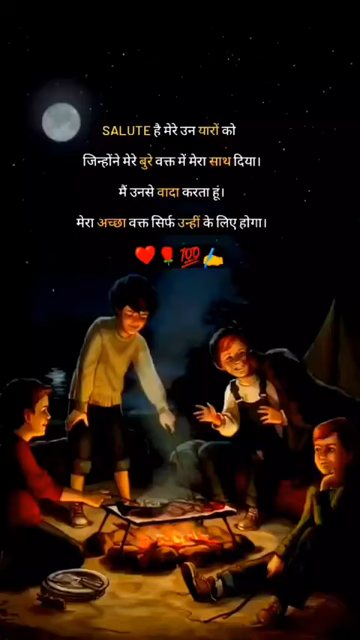 SALUTE है मेरे उन यारों को
जिन्होंने मेरे बुरे वक्त में मेरा साथ दिया।
मैं उनसे वादा करता हूं।
मेरा अच्छा वक्त सिर्फ उन्हीं के लिए होगा।
❤️🌹💯✍️